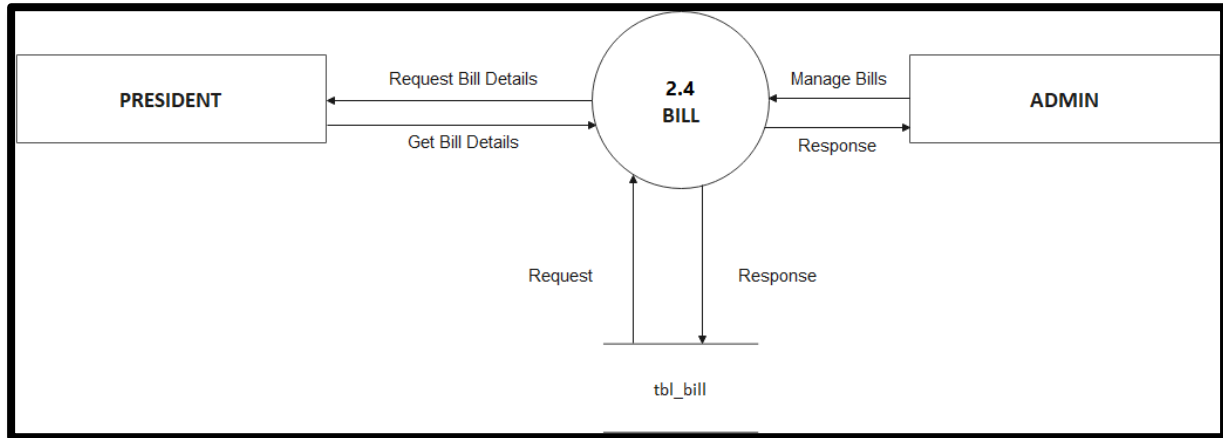 Request Bill Details
PRESIDENT
Get Bill Details
2.4
BILL
Manage Bills
ADMIN
Response
Request
Response
tbl_bill